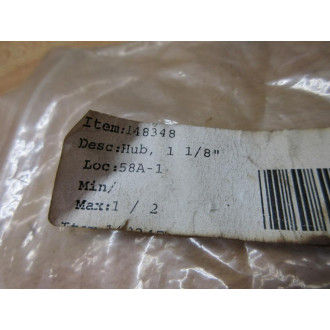 Item:148348
Desc:Hub, 1 1/8"
Loc:58A-1
Min/
Max:1 / 2